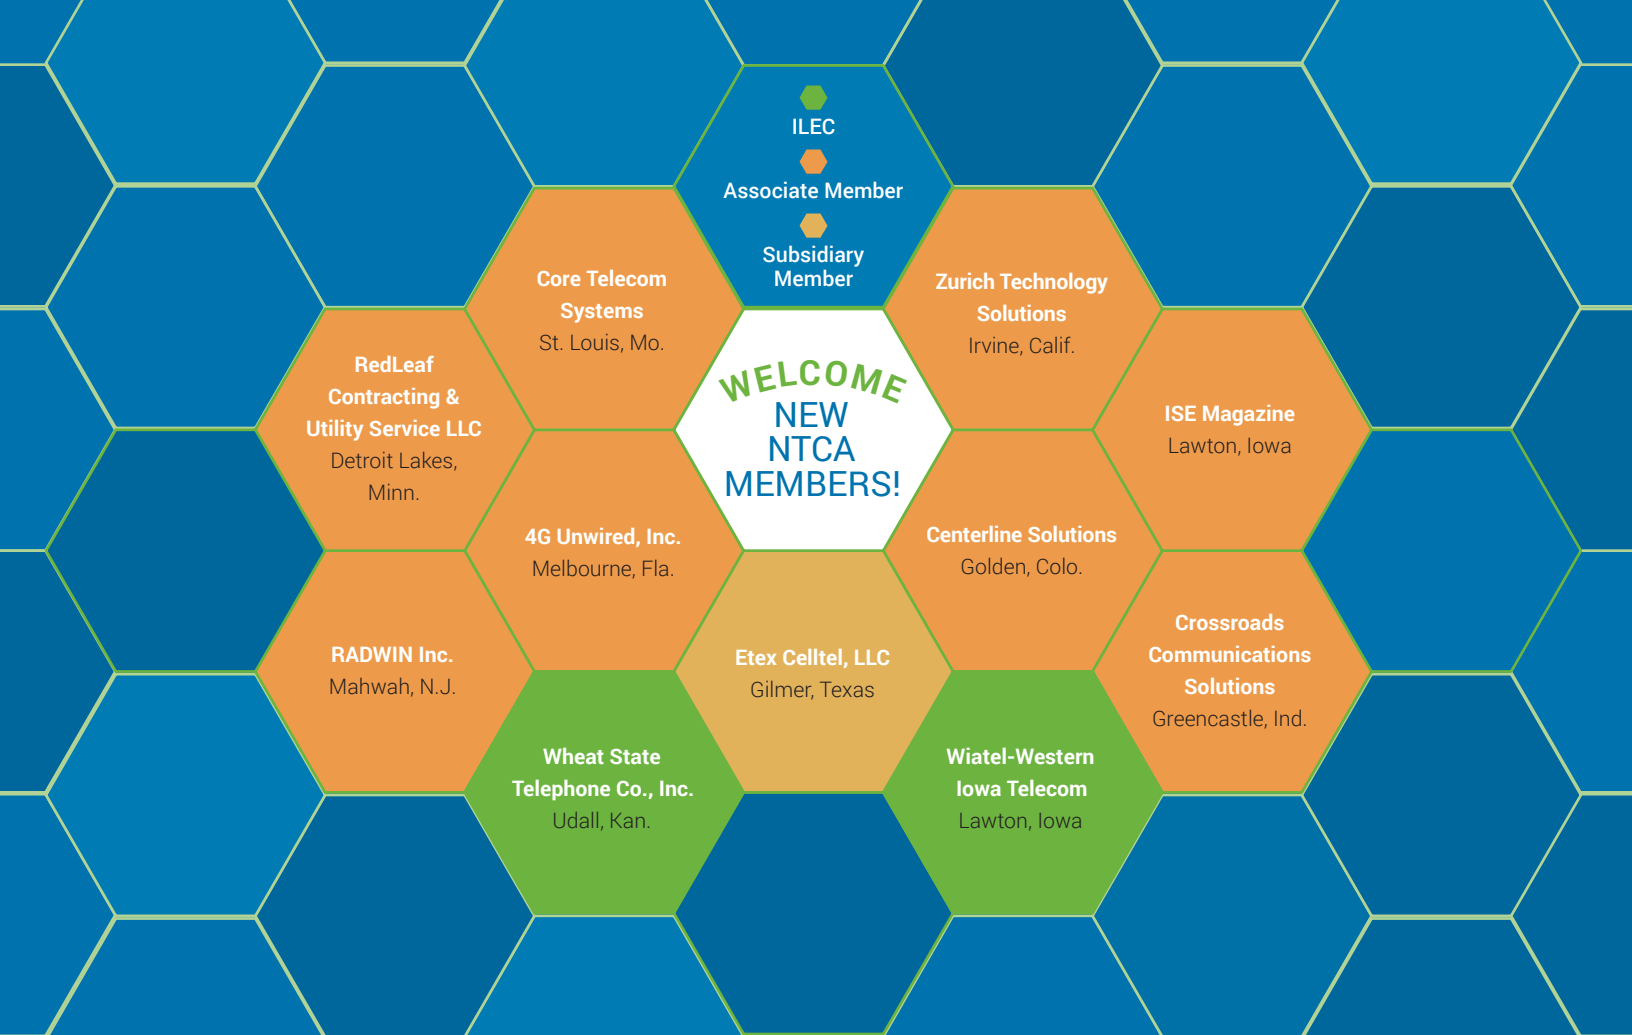 ILEC
Associate Member
Subsidiary
Member
Core Telecom
Systems
St. Louis, Mo.
Zurich Technology
Solutions
Irvine, Calif.
RedLeaf
Contracting &
Utility Service LLC
Detroit Lakes,
Minn.
WELCOME
NEW
NTCA
MEMBERS!
ISE Magazine
Lawton, Iowa
4G Unwired, Inc.
Melbourne, Fla.
Centerline Solutions
Golden, Colo.
RADWIN Inc.
Mahwah, N.J.
Etex Celltel, LLC
Gilmer, Texas
Crossroads
Communications
Solutions
Greencastle, Ind.
Wheat State
Telephone Co., Inc.
Udall, Kan.
Wiatel-Western
Iowa Telecom
Lawton, Iowa